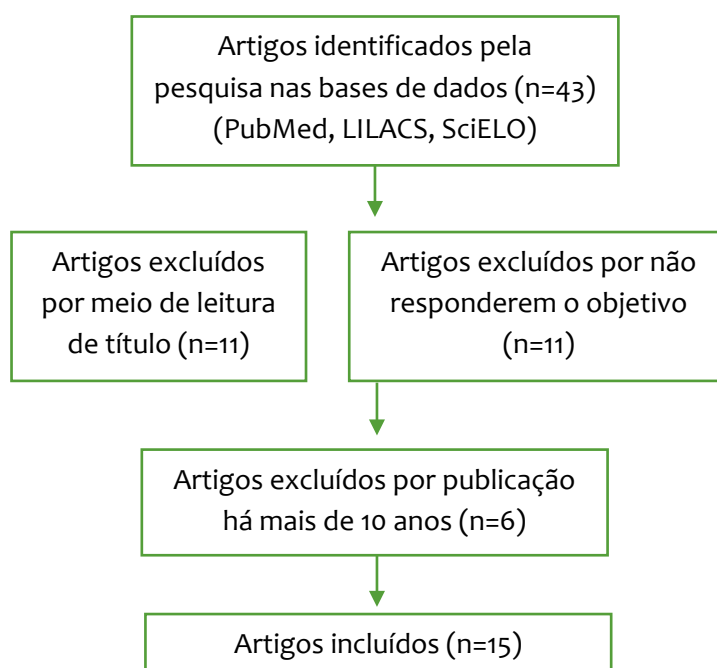 Artigos identificados pela
pesquisa nas bases de dados (n=43)
(PubMed, LILACS, SciELO)
Artigos excluídos
por meio de leitura
de título (n=11)
Artigos excluídos por não
responderem o objetivo
(n=11)
Artigos excluídos por publicação
há mais de 10 anos (n=6)
Artigos incluídos (n=15)